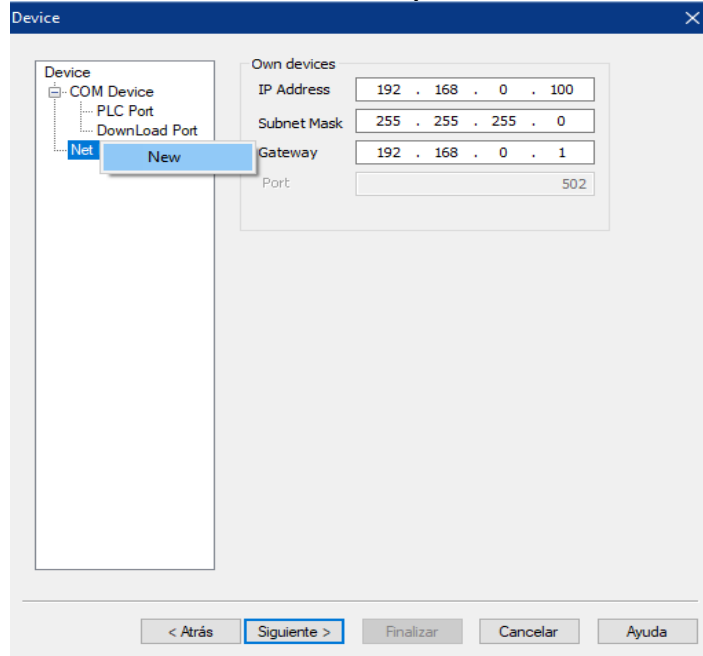 Device
Device
COM Device
PLC Port
DownLoad Port
Net
New
Own devices
IP Address 192 . 168 . 0 . 100
Subnet Mask 255 . 255 . 255 . 0
Gateway 192 . 168 . 0 . 1
Port 502
< Atrás Siguiente > Finalizar Cancelar Ayuda